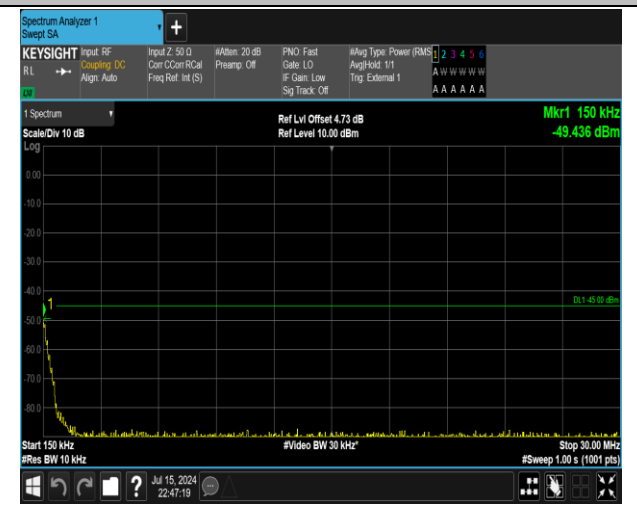 Spectrum Analyzer 1
Swept SA
+
KEYSIGHT
RL
Input: RF
Coupling: DC
Align: Auto
Input Z: 50 Ω
Corr CCorr RCal
Freq Ref: Int (S)
#Atten: 20 dB
Preamp: Off
PNO: Fast
Gate: LO
IF Gain: Low
Sig Track: Off
#Avg Type: Power (RMS
Avg|Hold: 1/1
Trig: External 1
1 2 3 4 5 6
A W W W W W
A A A A A A
1 Spectrum
Scale/Div 10 dB
Ref Lvl Offset 4.73 dB
Ref Level 10.00 dBm
Mkr1 150 kHz
-49.436 dBm
Log
0.00
-10.0
-20.0
-30.0
-40.0
-50.0
-60.0
-70.0
-80.0
1
DL1 -45.00 dBm
Start 150 kHz
#Res BW 10 kHz
#Video BW 30 kHz*
Stop 30.00 MHz
#Sweep 1.00 s (1001 pts)
?
Jul 15, 2024
22:47:19